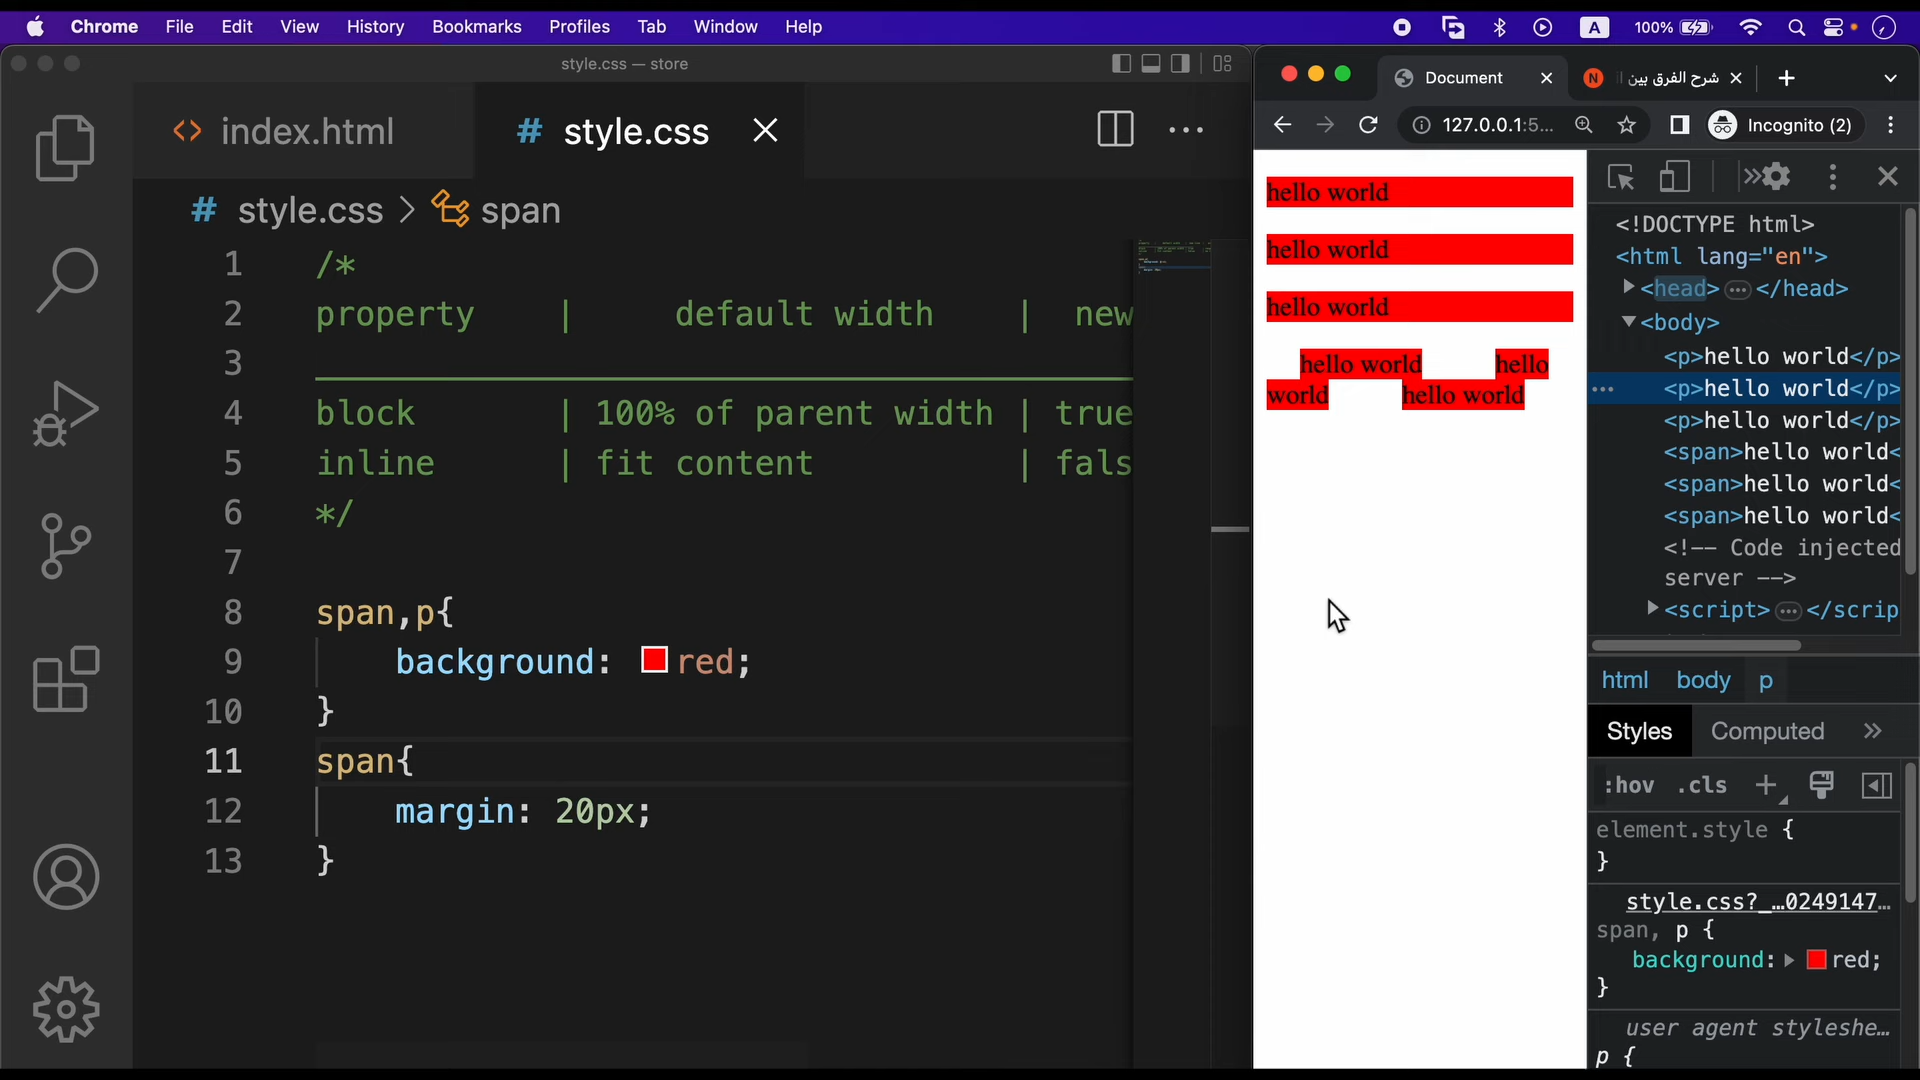 Chrome File Edit View History Bookmarks Profiles Tab Window Help A 100%
style.css — store
index.html
# style.css
# style.css > span
1 /*
2 property | default width | new
3
4 block | 100% of parent width | true
5 inline | fit content | fals
6 */
7
8 span,p{
9 background: red;
10 }
11 span{
12 margin: 20px;
13 }
Document
N شرح الفرق بين ا
127.0.0.1:5...
Incognito (2)
hello world
hello world
hello world
hello world hello
world hello world
<!DOCTYPE html>
<html lang="en">
<head> ... </head>
<body>
<p>hello world</p>
... <p>hello world</p>
<p>hello world</p>
<span>hello world<
<span>hello world<
<span>hello world<
<!-- Code injected
server -->
<script> ... </scrip
html body p
Styles Computed »
:hov .cls +
element.style {
}
style.css?_…0249147…
span, p {
background: red;
}
user agent styleshe…
p {